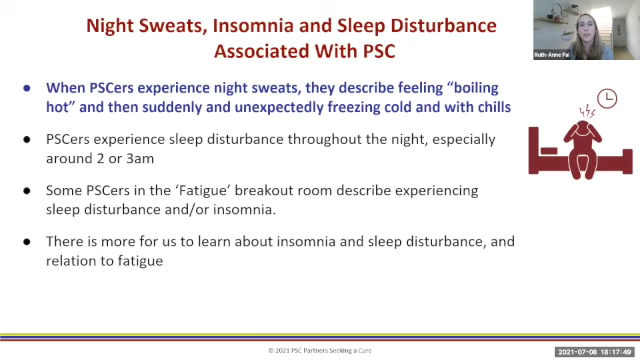 Night Sweats, Insomnia and Sleep Disturbance
Associated With PSC
Ruth-Anne Pai
● When PSCers experience night sweats, they describe feeling “boiling
hot” and then suddenly and unexpectedly freezing cold and with chills
● PSCers experience sleep disturbance throughout the night, especially
around 2 or 3am
● Some PSCers in the ‘Fatigue’ breakout room describe experiencing
sleep disturbance and/or insomnia.
● There is more for us to learn about insomnia and sleep disturbance, and
relation to fatigue
© 2021 PSC Partners Seeking a Cure
2021-07-08 18:17:49